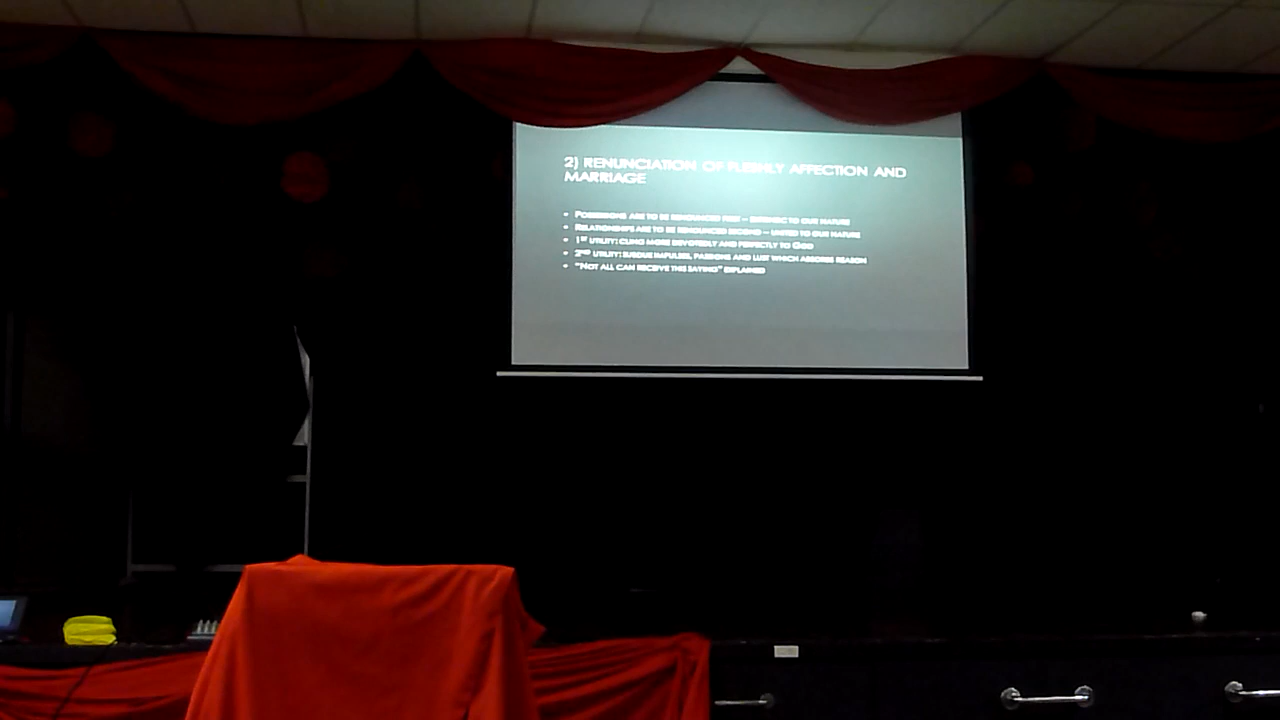 2) RENUNCIATION OF FLESHLY AFFECTION AND
MARRIAGE
• POSSESSIONS ARE TO BE RENOUNCED FIRST – EXTRINSIC TO OUR NATURE
• RELATIONSHIPS ARE TO BE RENOUNCED SECOND – UNITED TO OUR NATURE
• 1ST UTILITY: CLING MORE DEVOTEDLY AND PERFECTLY TO GOD
• 2ND UTILITY: SUBDUE IMPULSES, PASSIONS AND LUST WHICH ABSORBS REASON
• "NOT ALL CAN RECEIVE THIS SAYING" EXPLAINED